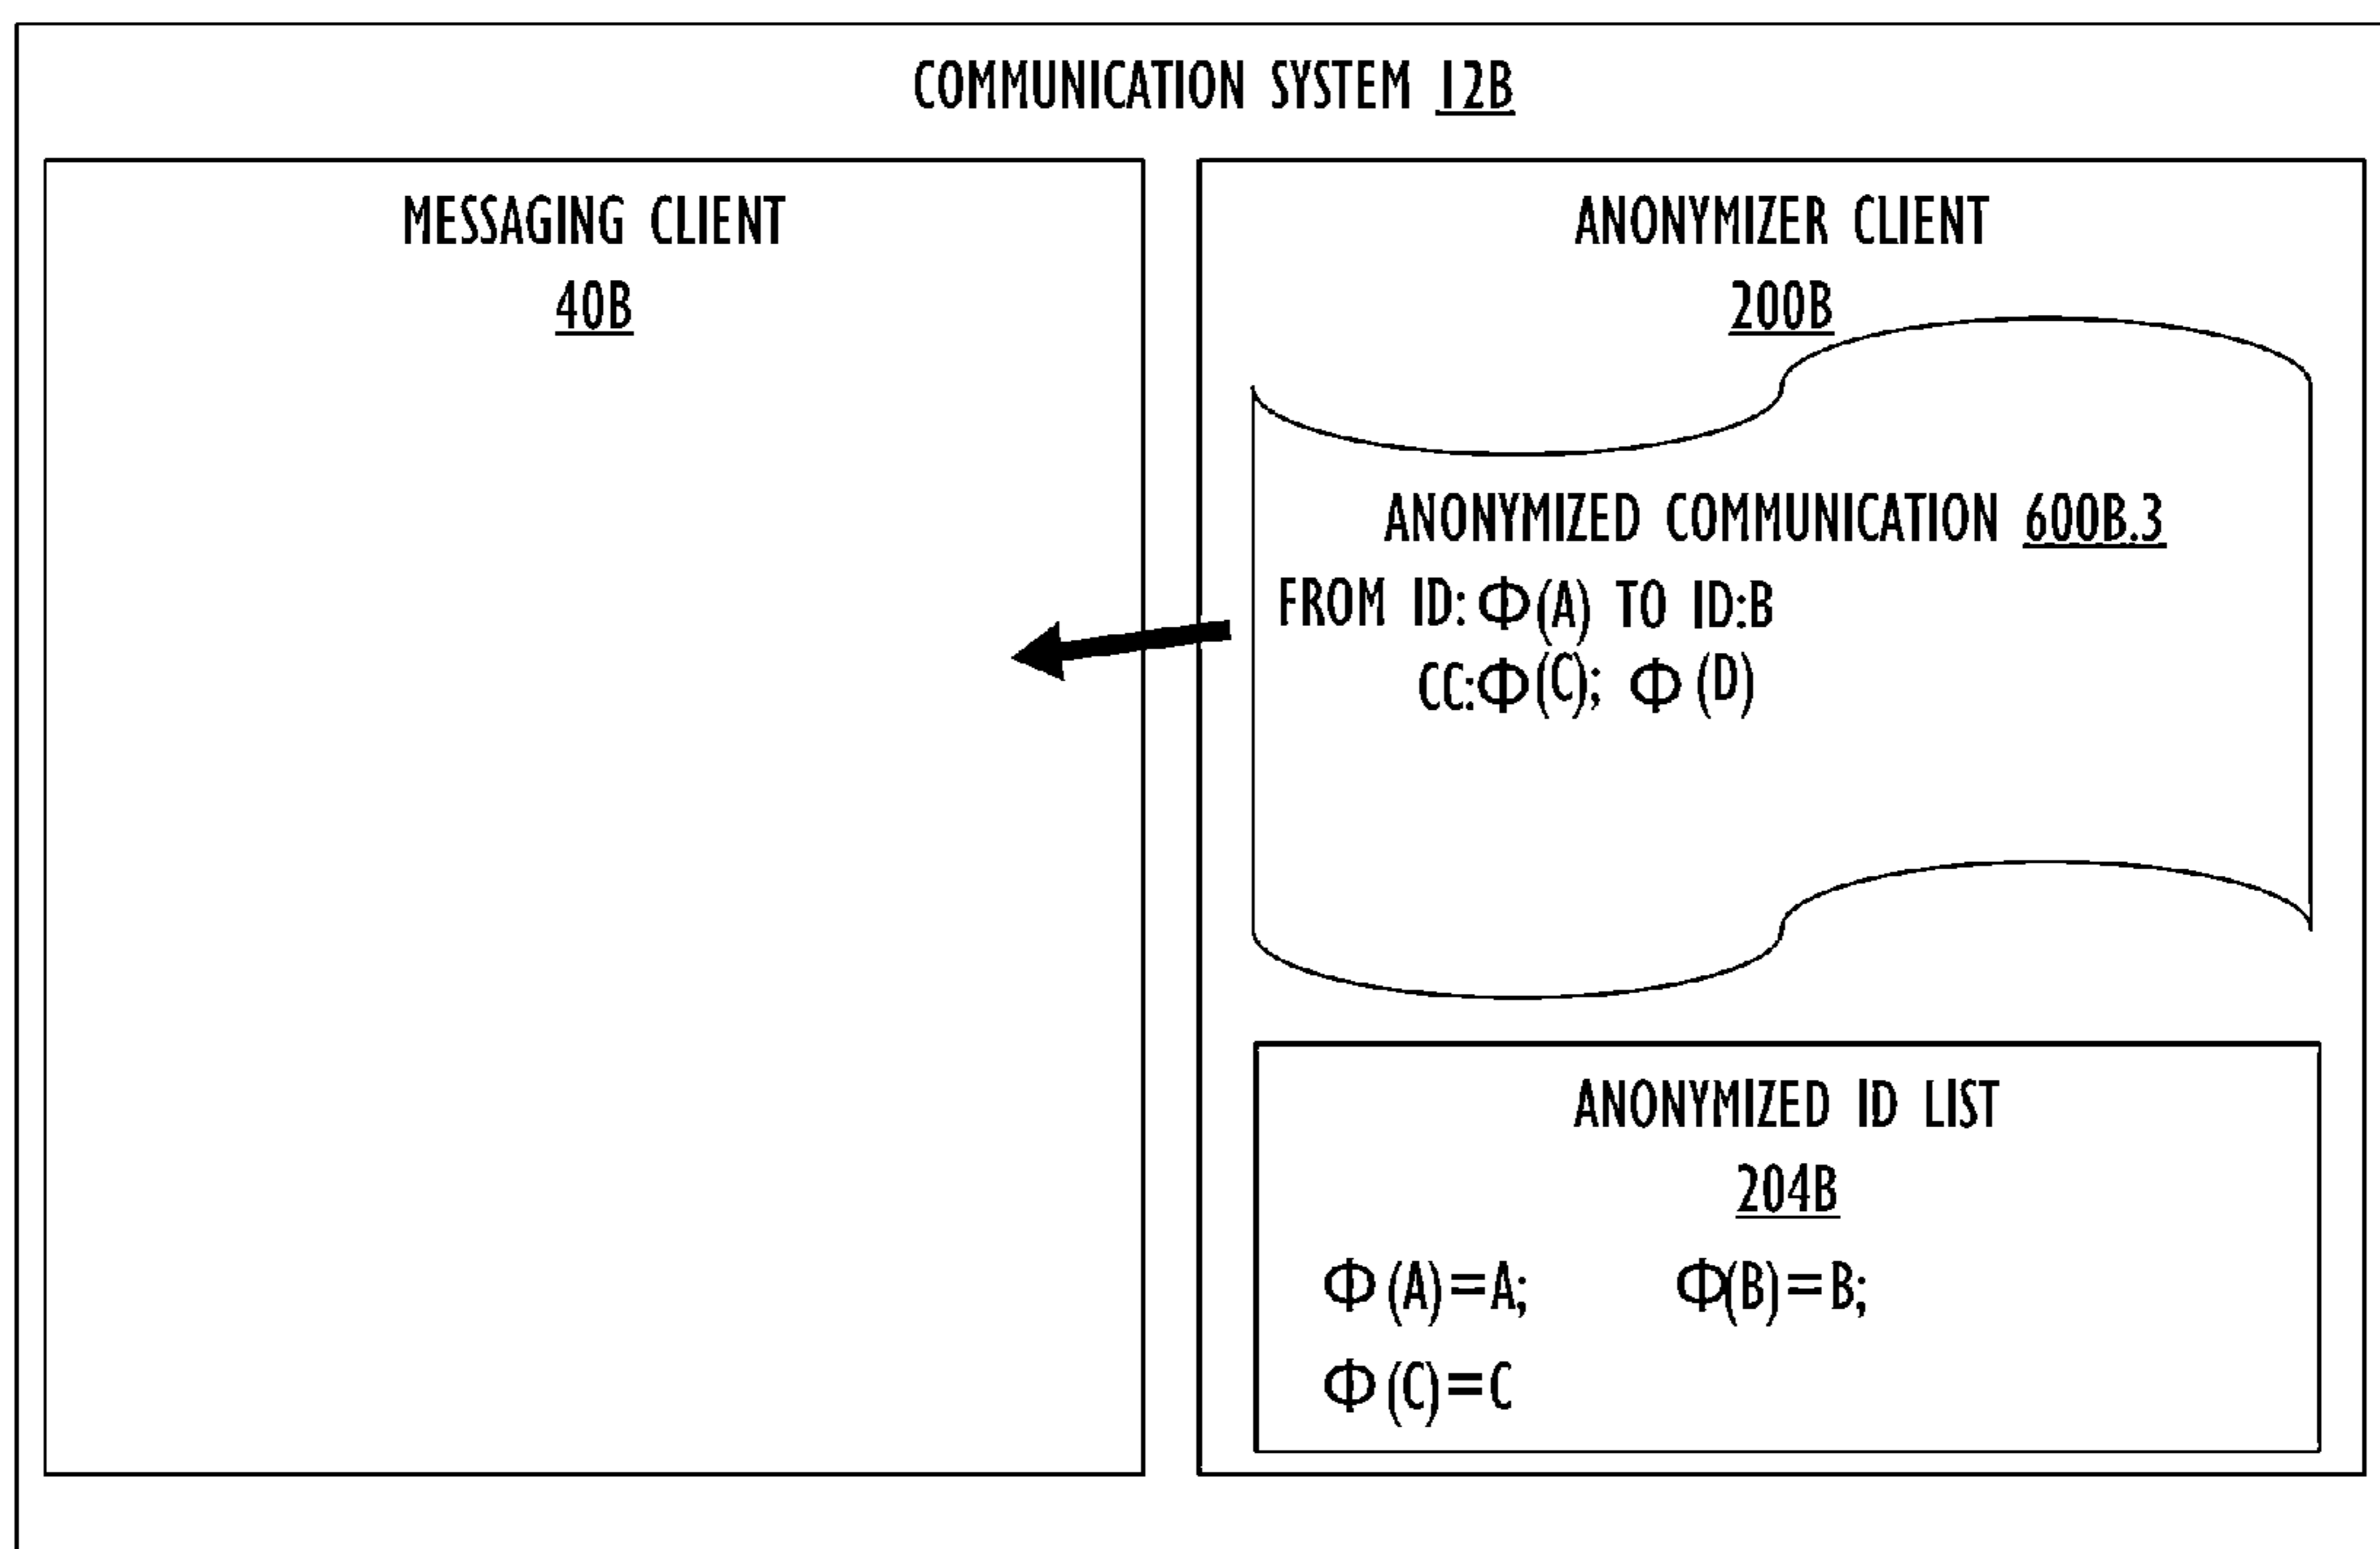 COMMUNICATION SYSTEM 12B
MESSAGING CLIENT
40B
ANONYMIZER CLIENT
200B
ANONYMIZED COMMUNICATION 600B.3
FROM ID: Φ(A) TO ID:B
CC:Φ(C); Φ (D)
ANONYMIZED ID LIST
204B
Φ (A)=A; Φ(B)=B;
Φ (C)=C